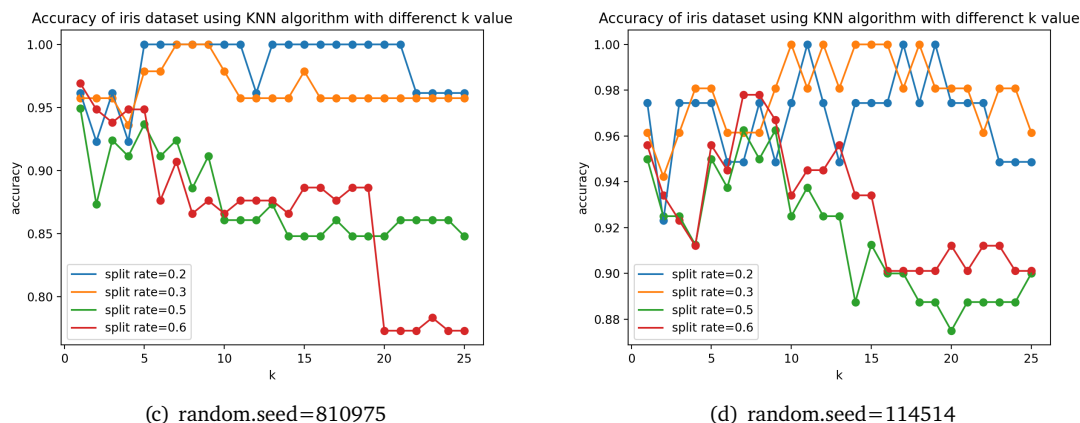 Accuracy of iris dataset using KNN algorithm with differenct k value
1.00
0.95
0.90
0.85
0.80
accuracy
split rate=0.2
split rate=0.3
split rate=0.5
split rate=0.6
0 5 10 15 20 25
k
(c) random.seed=810975
Accuracy of iris dataset using KNN algorithm with differenct k value
1.00
0.98
0.96
0.94
0.92
0.90
0.88
accuracy
split rate=0.2
split rate=0.3
split rate=0.5
split rate=0.6
0 5 10 15 20 25
k
(d) random.seed=114514